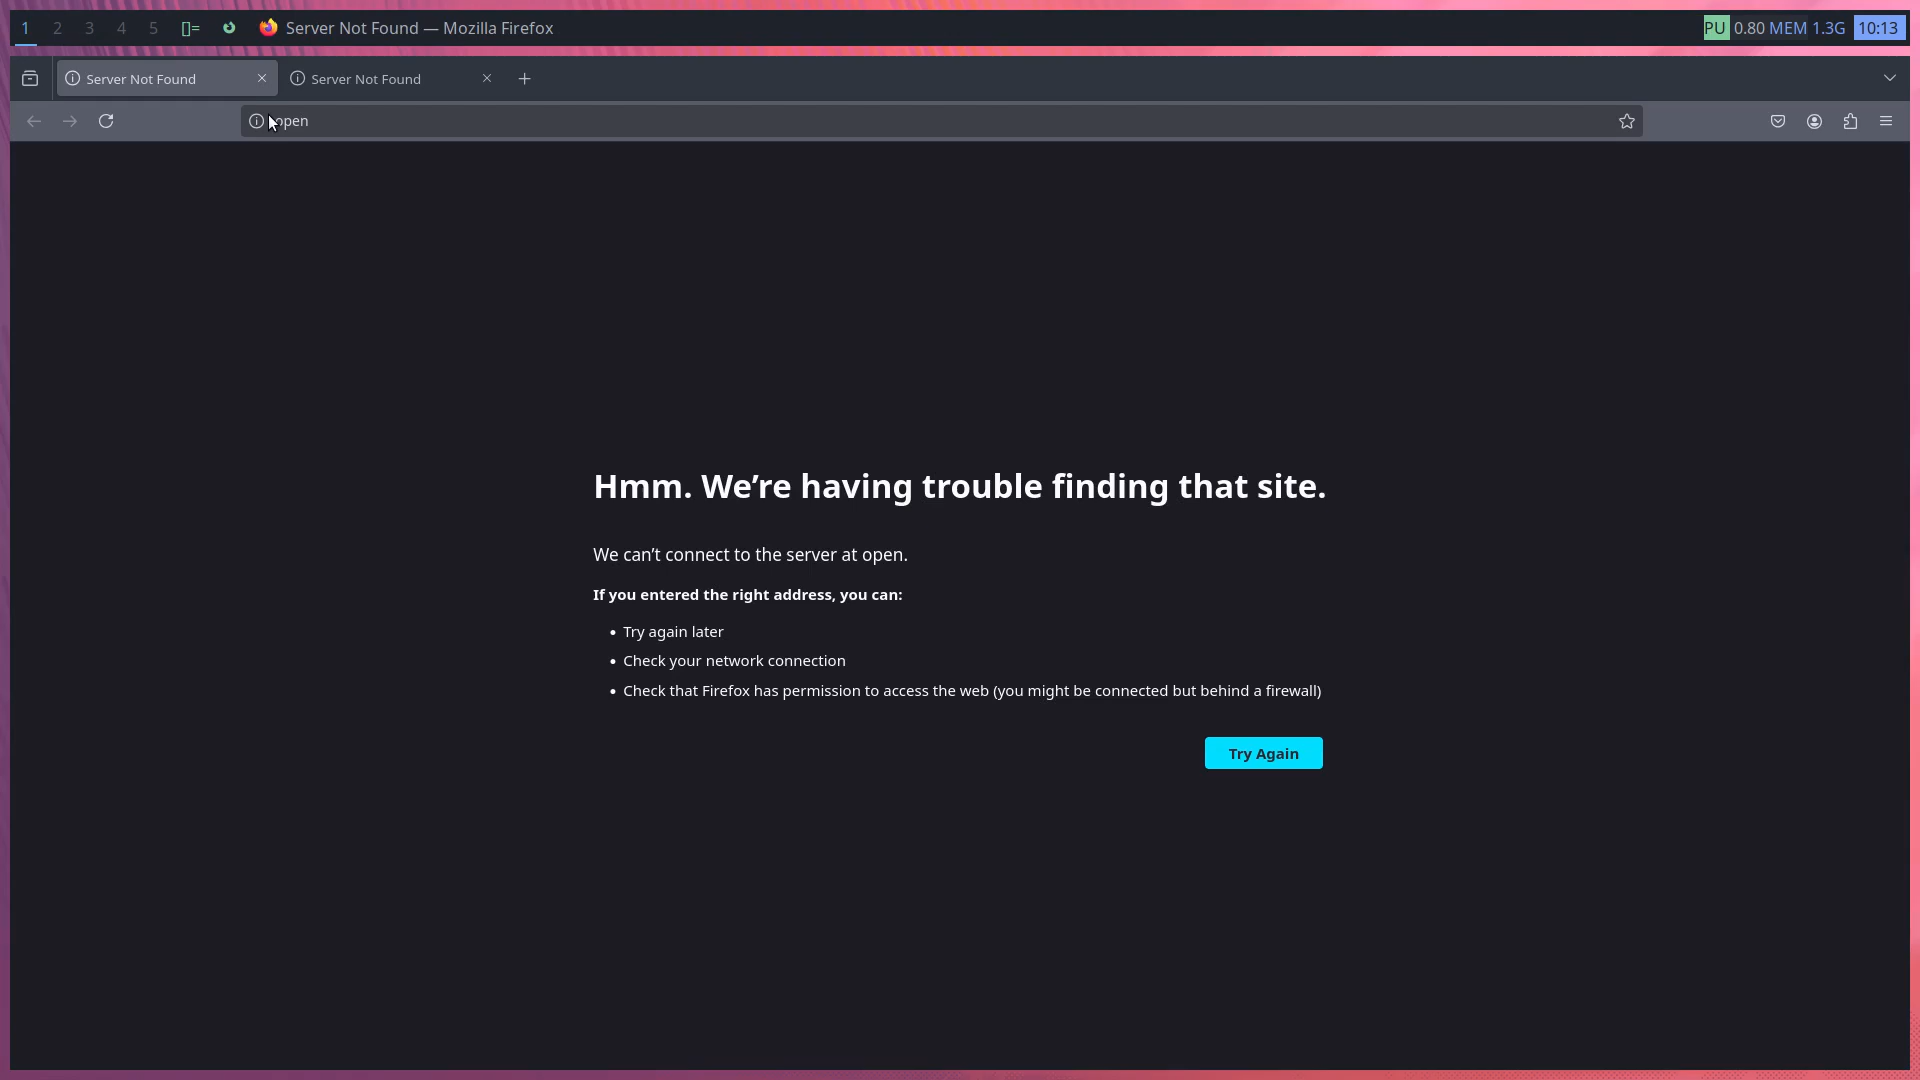 1 2 3 4 5 []= Server Not Found — Mozilla Firefox PU 0.80 MEM 1.3G 10:13
Server Not Found Server Not Found
open
Hmm. We’re having trouble finding that site.
We can’t connect to the server at open.
If you entered the right address, you can:
• Try again later
• Check your network connection
• Check that Firefox has permission to access the web (you might be connected but behind a firewall)
Try Again